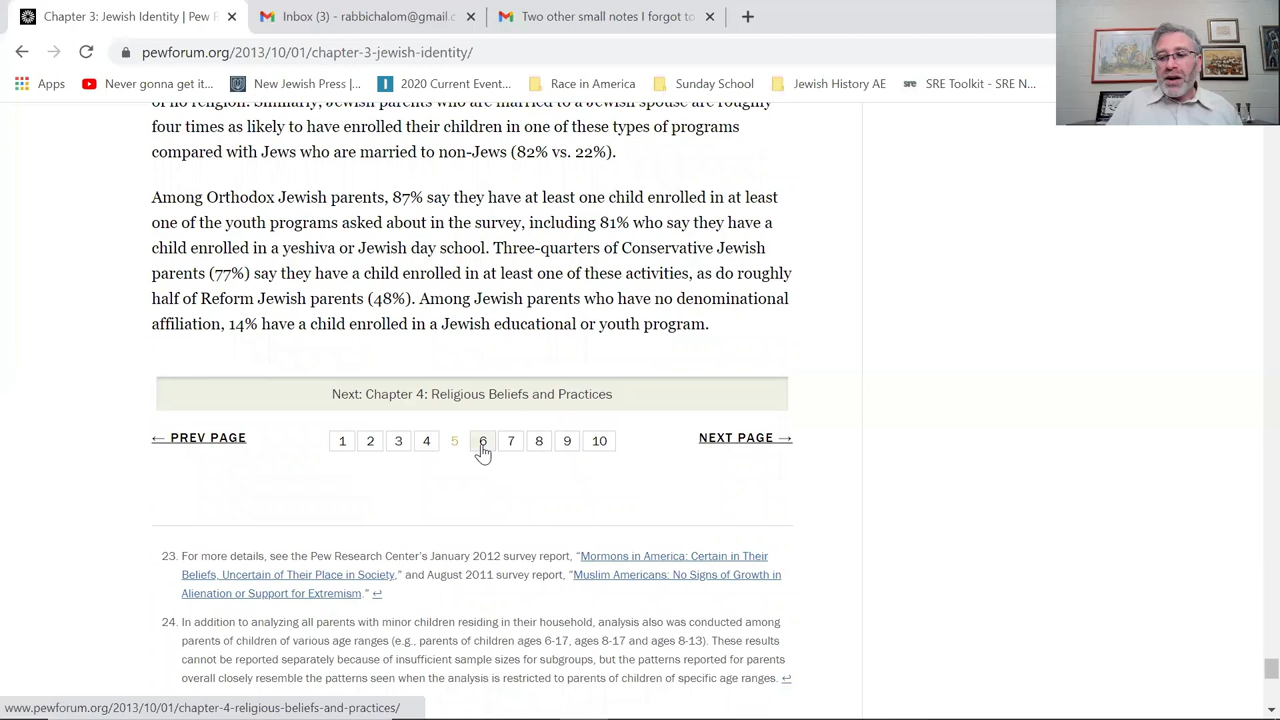 Chapter 3: Jewish Identity | Pew R
Inbox (3) - rabbichalom@gmail.
Two other small notes I forgot to
pewforum.org/2013/10/01/chapter-3-jewish-identity/
Apps
Never gonna get it...
New Jewish Press |...
2020 Current Event...
Race in America
Sunday School
Jewish History AE
SRE Toolkit - SRE N...
of no religion. Similarly, Jewish parents who are married to a Jewish spouse are roughly
four times as likely to have enrolled their children in one of these types of programs
compared with Jews who are married to non-Jews (82% vs. 22%).
Among Orthodox Jewish parents, 87% say they have at least one child enrolled in at least
one of the youth programs asked about in the survey, including 81% who say they have a
child enrolled in a yeshiva or Jewish day school. Three-quarters of Conservative Jewish
parents (77%) say they have a child enrolled in at least one of these activities, as do roughly
half of Reform Jewish parents (48%). Among Jewish parents who have no denominational
affiliation, 14% have a child enrolled in a Jewish educational or youth program.
Next: Chapter 4: Religious Beliefs and Practices
← PREV PAGE 1 2 3 4 5 6 7 8 9 10 NEXT PAGE →
23. For more details, see the Pew Research Center's January 2012 survey report, “Mormons in America: Certain in Their
Beliefs, Uncertain of Their Place in Society,” and August 2011 survey report, “Muslim Americans: No Signs of Growth in
Alienation or Support for Extremism.” ↩
24. In addition to analyzing all parents with minor children residing in their household, analysis also was conducted among
parents of children of various age ranges (e.g., parents of children ages 6-17, ages 8-17 and ages 8-13). These results
cannot be reported separately because of insufficient sample sizes for subgroups, but the patterns reported for parents
overall closely resemble the patterns seen when the analysis is restricted to parents of children of specific age ranges. ↩
www.pewforum.org/2013/10/01/chapter-4-religious-beliefs-and-practices/